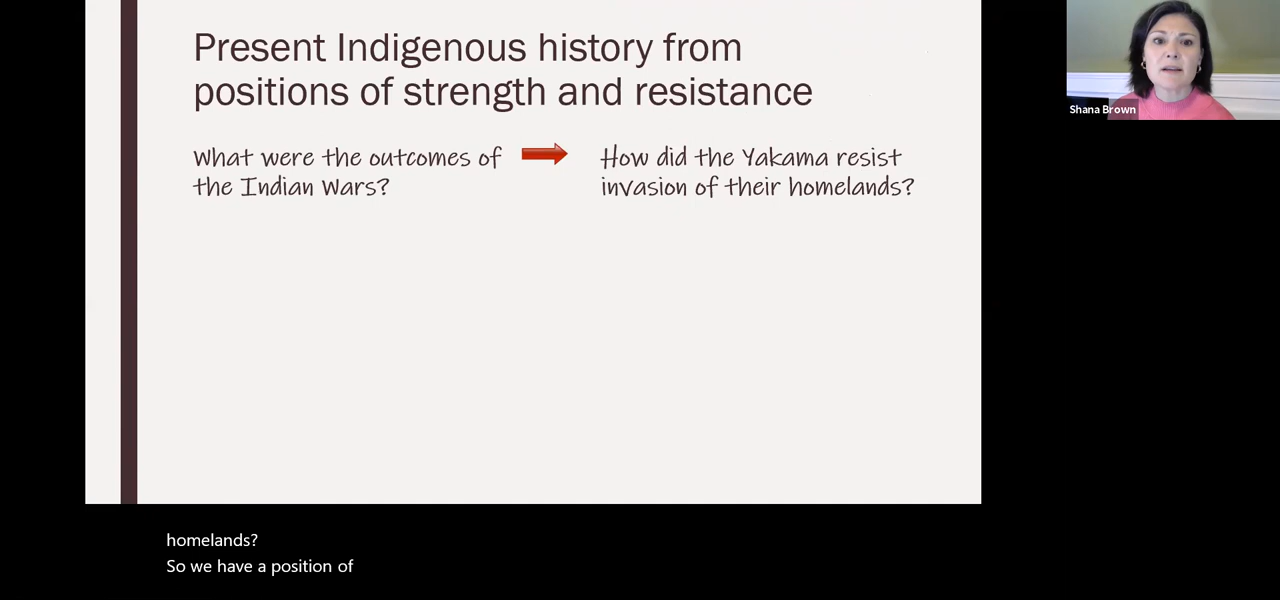 Present Indigenous history from
positions of strength and resistance
What were the outcomes of
the Indian Wars?
How did the Yakama resist
invasion of their homelands?
Shana Brown
homelands?
So we have a position of